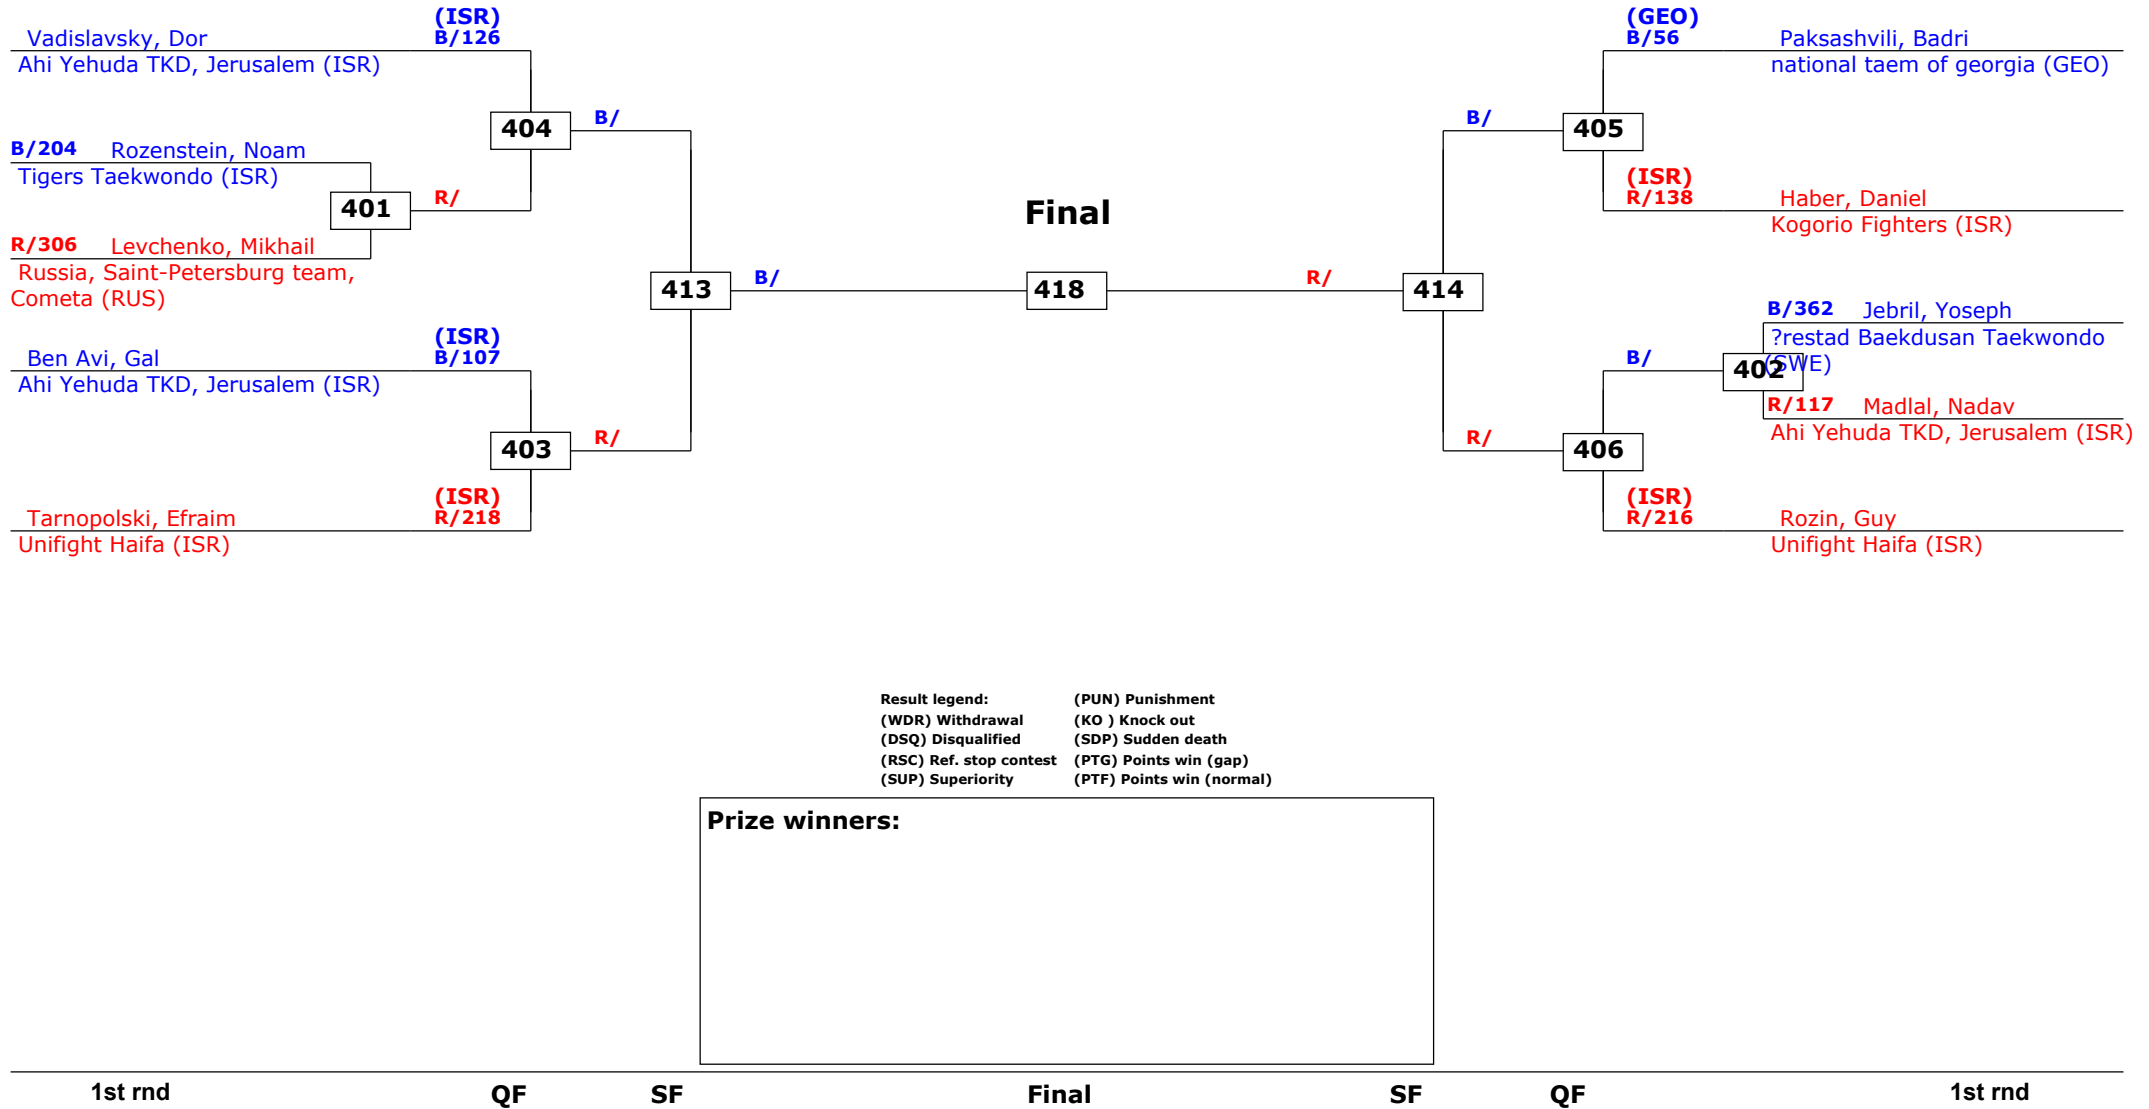 (ISR)
Vadislavsky, Dor B/126
Ahi Yehuda TKD, Jerusalem (ISR)
404
B/
B/204 Rozenstein, Noam
Tigers Taekwondo (ISR)
401
R/
R/306 Levchenko, Mikhail
Russia, Saint-Petersburg team,
Cometa (RUS)
413
B/
(ISR)
Ben Avi, Gal B/107
Ahi Yehuda TKD, Jerusalem (ISR)
403
R/
(ISR)
Tarnopolski, Efraim R/218
Unifight Haifa (ISR)
Final
418
(GEO)
B/56 Paksashvili, Badri
national taem of georgia (GEO)
B/
405
(ISR)
R/138 Haber, Daniel
Kogorio Fighters (ISR)
R/
414
B/362 Jebril, Yoseph
?restad Baekdusan Taekwondo
(SWE)
B/
402
R/117 Madlal, Nadav
Ahi Yehuda TKD, Jerusalem (ISR)
R/
406
(ISR)
R/216 Rozin, Guy
Unifight Haifa (ISR)
Result legend: (PUN) Punishment
(WDR) Withdrawal (KO ) Knock out
(DSQ) Disqualified (SDP) Sudden death
(RSC) Ref. stop contest (PTG) Points win (gap)
(SUP) Superiority (PTF) Points win (normal)
Prize winners:
1st rnd QF SF Final SF QF 1st rnd